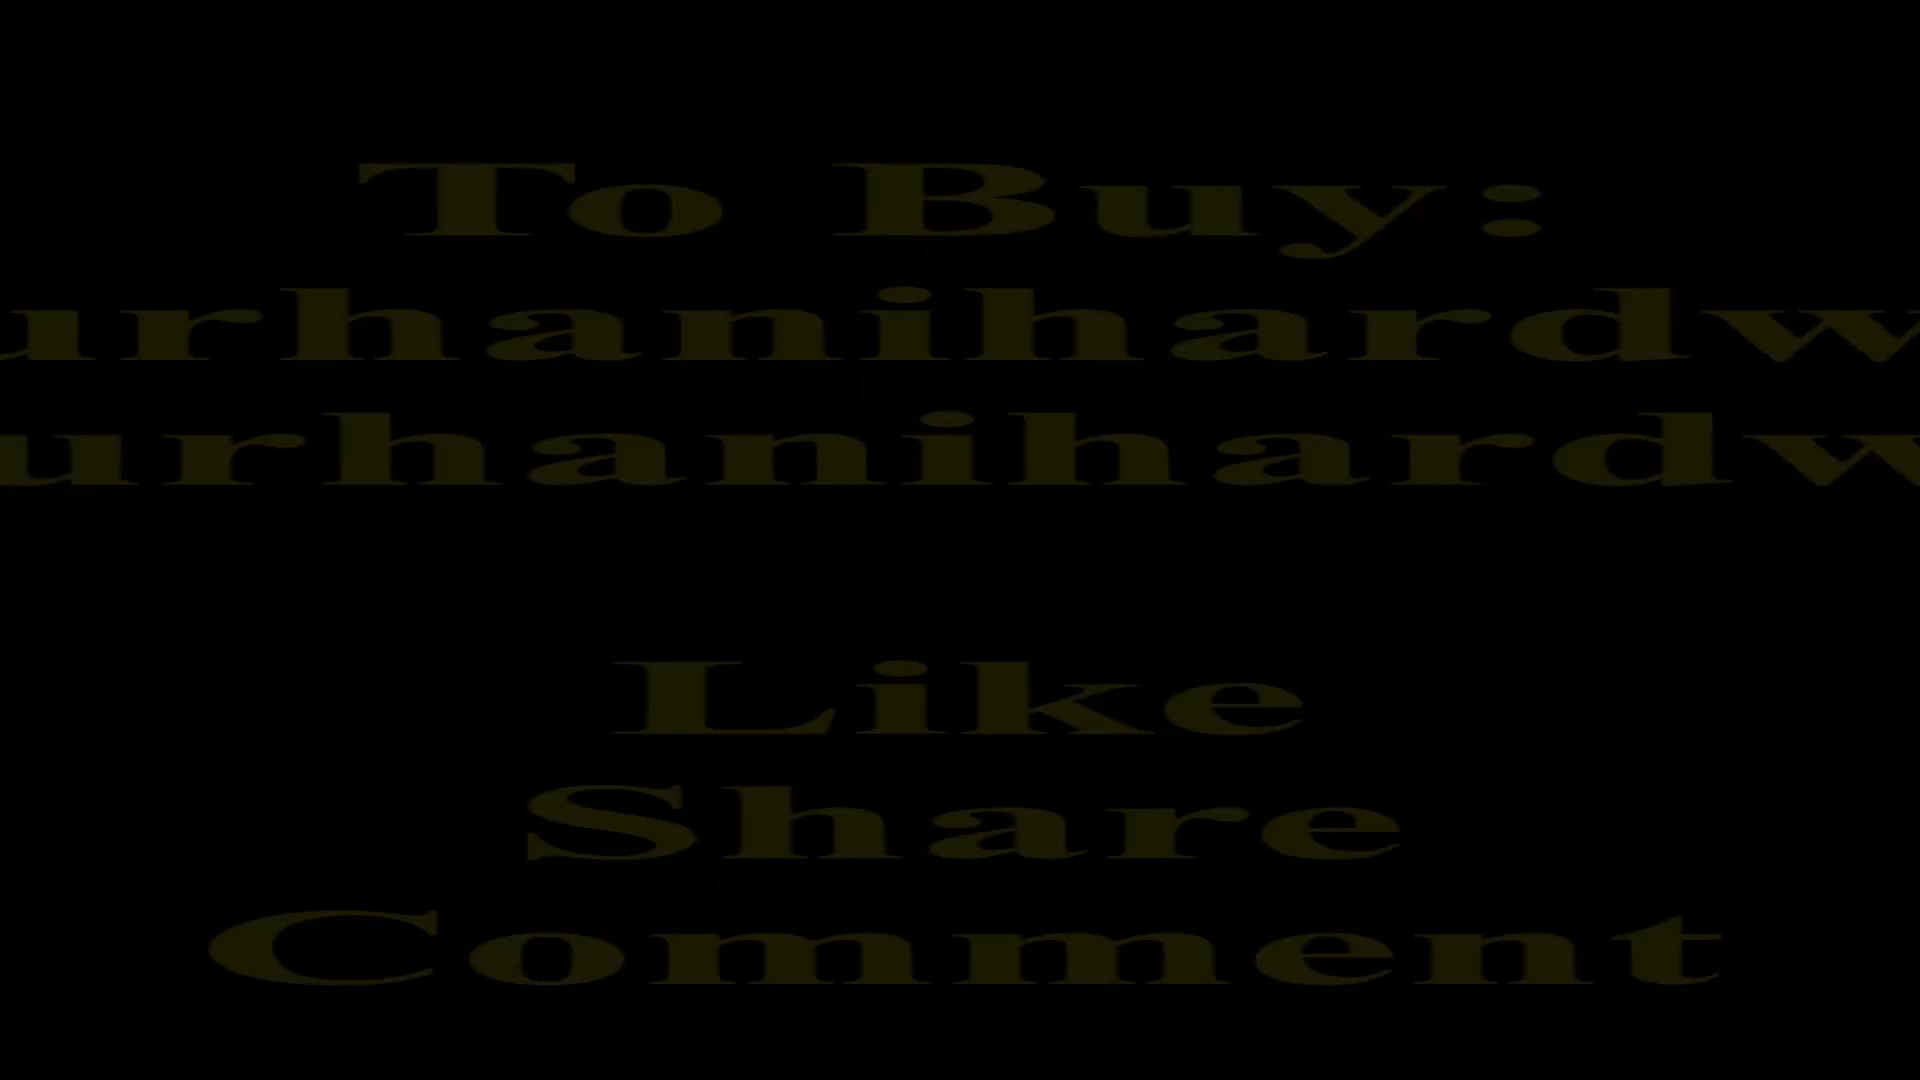 To Buy:
urhanihardw
urhanihardw
Like
Share
Comment